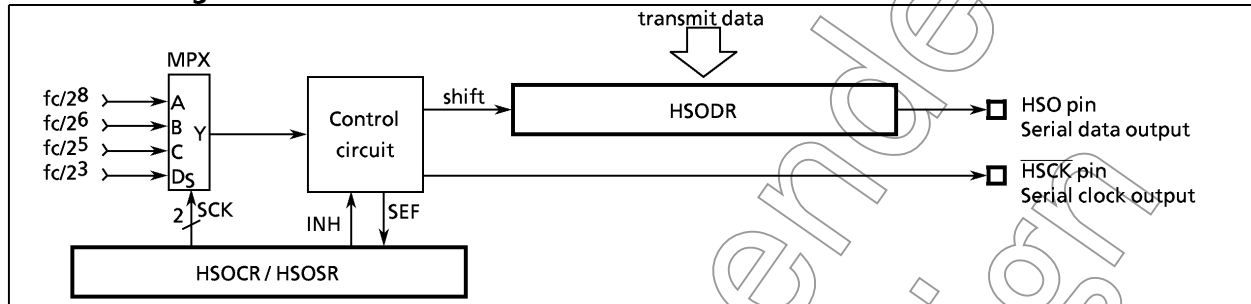 transmit data
MPX
fc/2⁸
A
fc/2⁶
B
fc/2⁵
C
fc/2³
D
S
Y
Control
circuit
shift
HSODR
HSO pin
Serial data output
H̅S̅C̅K̅ pin
Serial clock output
2
SCK
INH
SEF
HSOCR / HSOSR